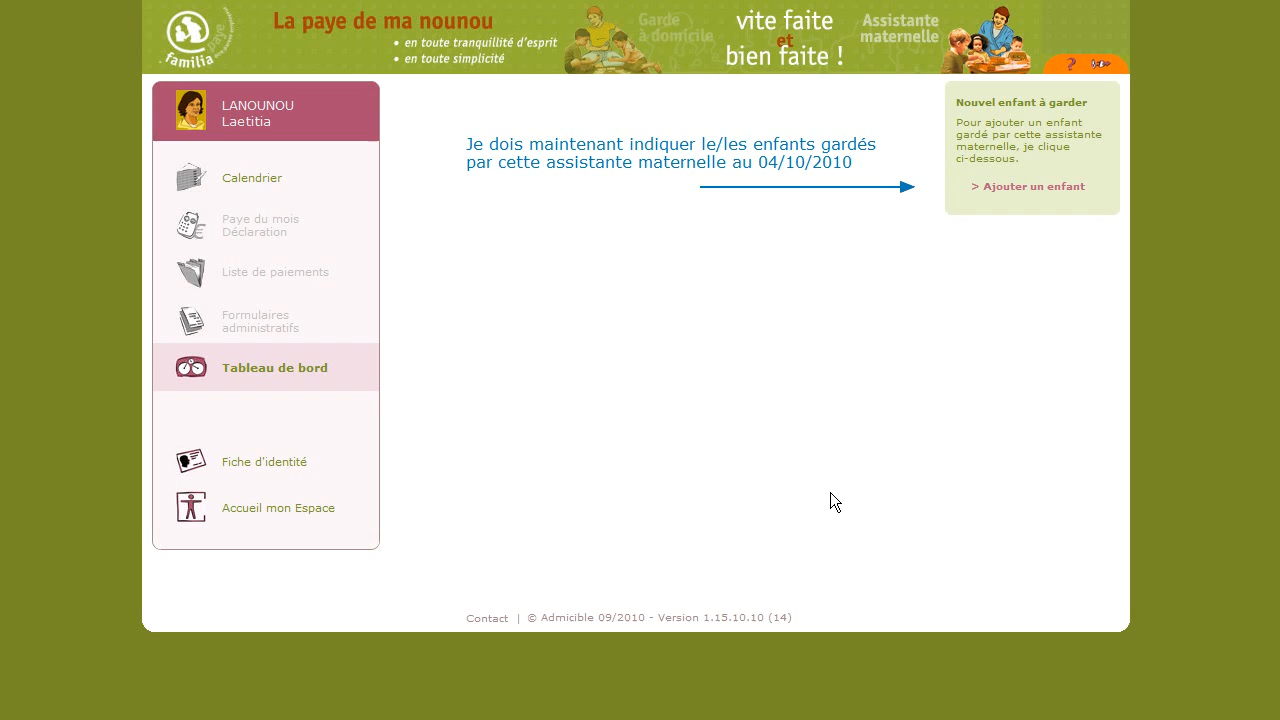 La paye de ma nounou
• en toute tranquillité d'esprit
• en toute simplicité
Garde
à domicile
vite faite
et
bien faite !
Assistante
maternelle
familia
paye
?
LANOUNOU
Laetitia
Calendrier
Paye du mois
Déclaration
Liste de paiements
Formulaires
administratifs
Tableau de bord
Fiche d'identité
Accueil mon Espace
Je dois maintenant indiquer le/les enfants gardés
par cette assistante maternelle au 04/10/2010
Nouvel enfant à garder
Pour ajouter un enfant
gardé par cette assistante
maternelle, je clique
ci-dessous.
> Ajouter un enfant
Contact | © Admicible 09/2010 - Version 1.15.10.10 (14)